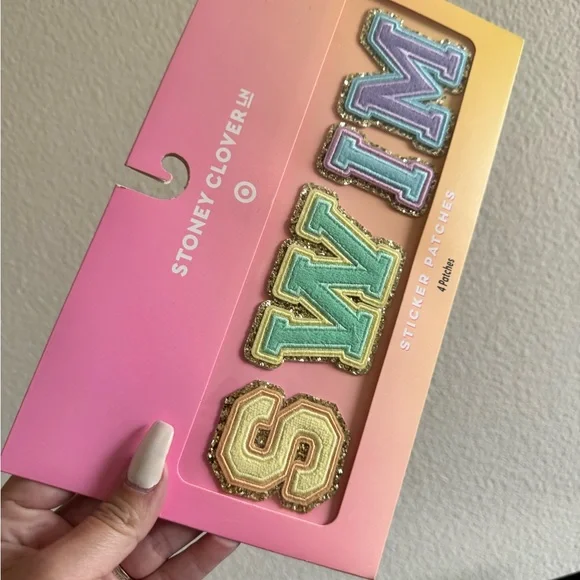 STONEY CLOVER LN
SWIM
STICKER PATCHES
4 Patches